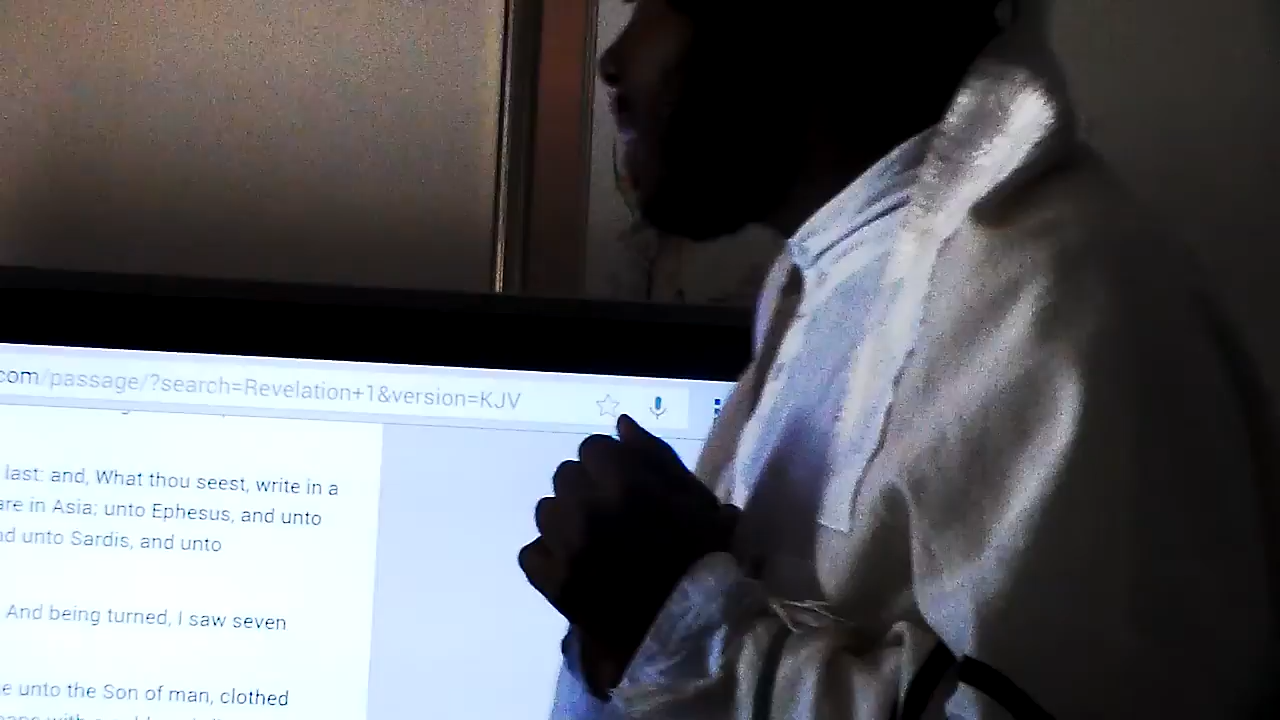 com/passage/?search=Revelation+1&version=KJV
last: and, What thou seest, write in a
are in Asia; unto Ephesus, and unto
unto Sardis, and unto
And being turned, I saw seven
unto the Son of man, clothed